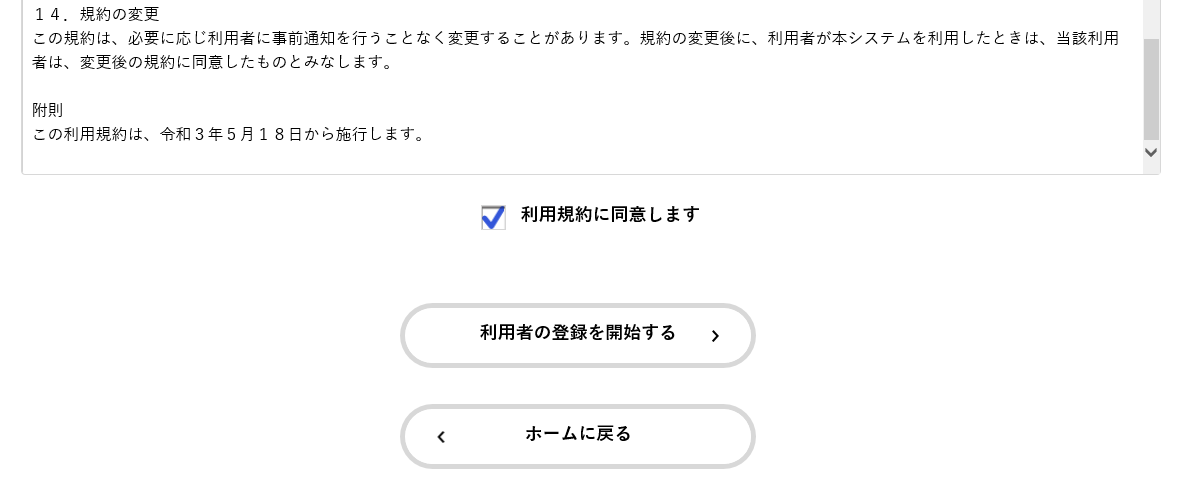 １４．規約の変更
この規約は、必要に応じ利用者に事前通知を行うことなく変更することがあります。規約の変更後に、利用者が本システムを利用したときは、当該利用
者は、変更後の規約に同意したものとみなします。
附則
この利用規約は、令和３年５月１８日から施行します。
利用規約に同意します
利用者の登録を開始する
ホームに戻る